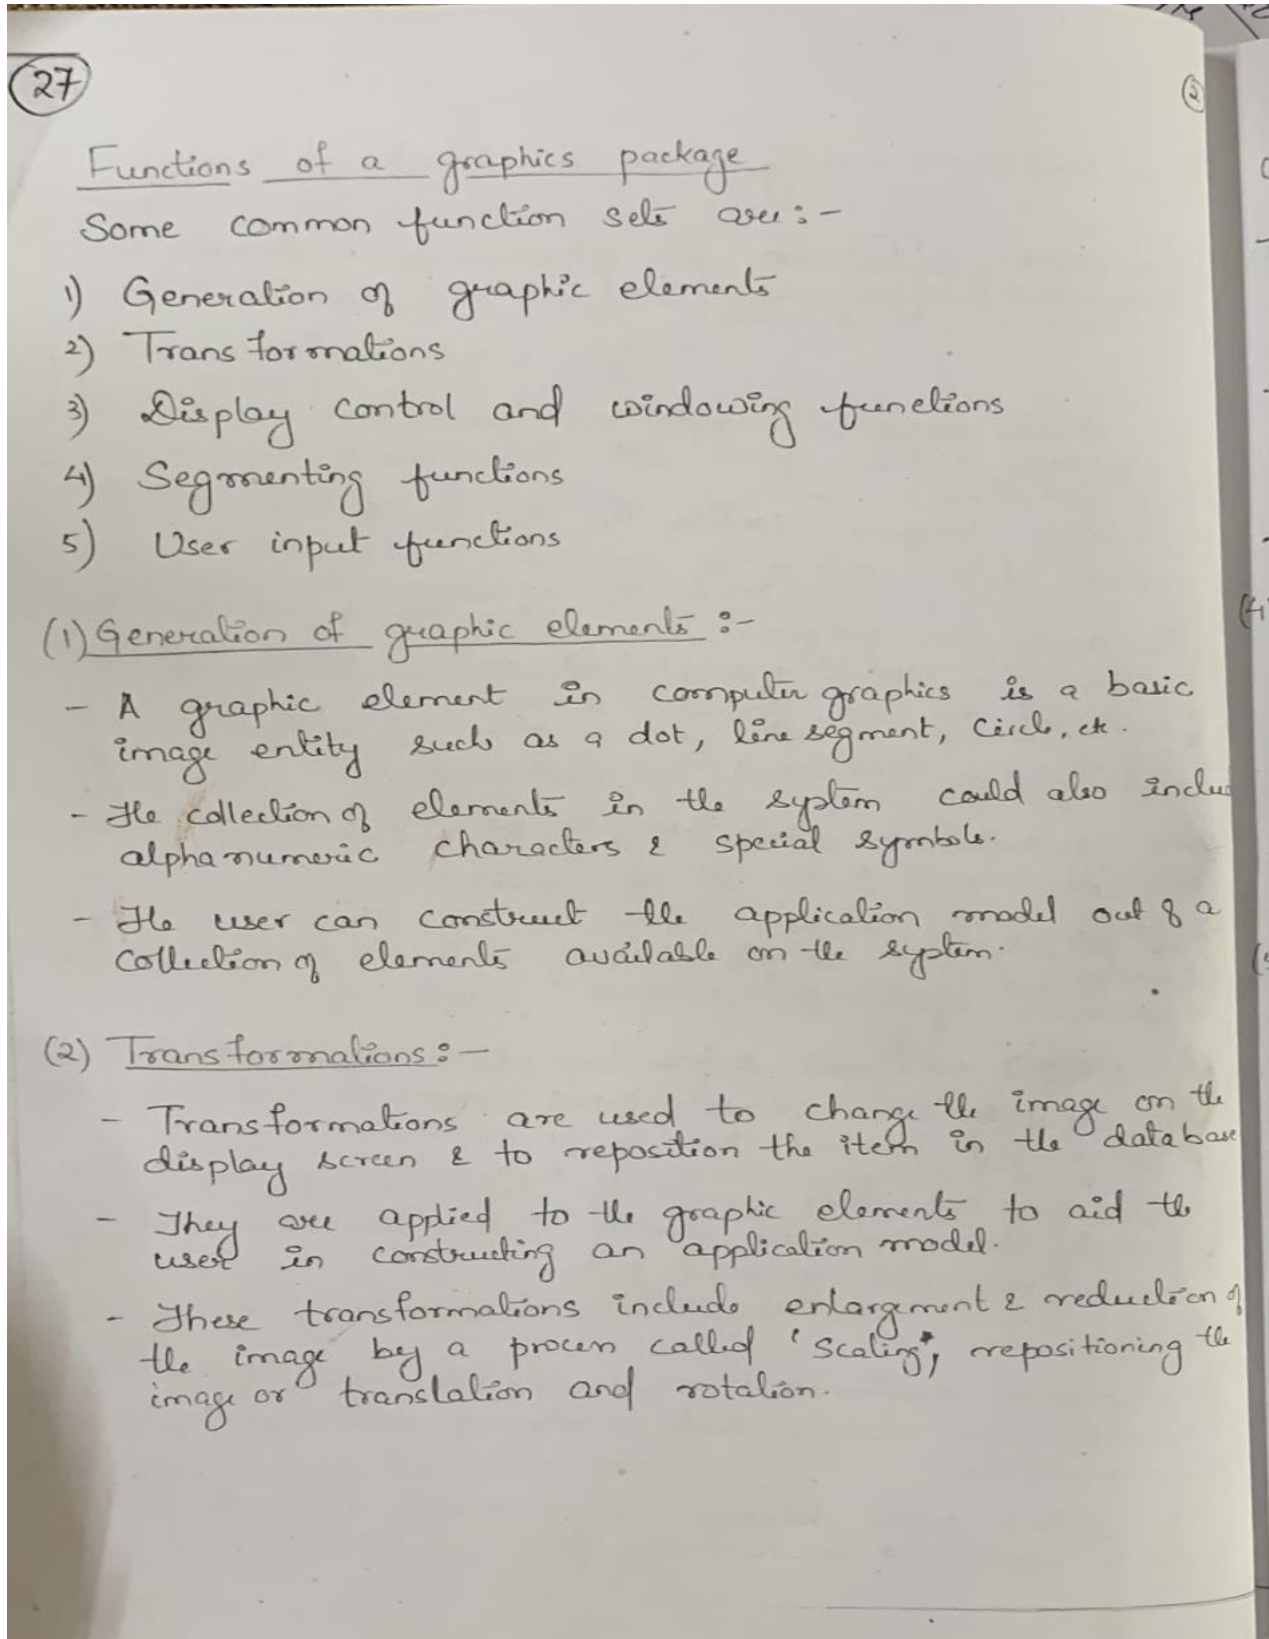 27
2
Functions of a graphics package
Some common function sets are:-
1) Generation of graphic elements
2) Transformations
3) Display control and windowing functions
4) Segmenting functions
5) User input functions
(1) Generation of graphic elements :-
- A graphic element in computer graphics is a basic
image entity such as a dot, line segment, circle, etc.
- The collection of elements in the system could also includ
alphanumeric characters & special symbols.
- The user can construct the application model out of a
collection of elements available on the system.
(2) Transformations:-
- Transformations are used to change the image on the
display screen & to reposition the item in the database
- They are applied to the graphic elements to aid the
user in constructing an application model.
- These transformations include enlargment & reduction of
the image by a process called 'Scaling', repositioning the
image or translation and rotation.